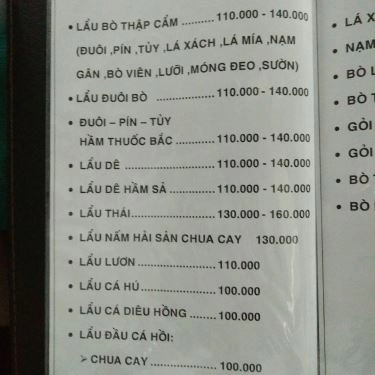 • LẨU BÒ THẬP CẨM ......... 110.000 - 140.000
(ĐUÔI ,PÍN ,TỦY ,LÁ XÁCH ,LÁ MÍA ,NẠM
GÂN ,BÒ VIÊN ,LƯỠI ,MÓNG ĐEO ,SƯỜN)
• LẨU ĐUÔI BÒ ............... 110.000 - 140.000
• ĐUÔI – PÍN – TỦY
HẦM THUỐC BẮC ............ 110.000 - 140.000
• LẨU DÊ ........................ 110.000 - 140.000
• LẨU DÊ HẦM SẢ ............ 110.000 - 140.000
• LẨU THÁI..................... 130.000 - 160.000
• LẨU NẤM HẢI SẢN CHUA CAY 130.000
• LẨU LƯƠN .................... 110.000
• LẨU CÁ HÚ.................... 100.000
• LẨU CÁ DIÊU HỒNG ........ 100.000
• LẨU ĐẦU CÁ HỒI:
➢ CHUA CAY .................. 100.000
• LÁ
• NẠM
• BÒ
• BÒ
• GỎI
• GỎI
• BÒ
• BÒ